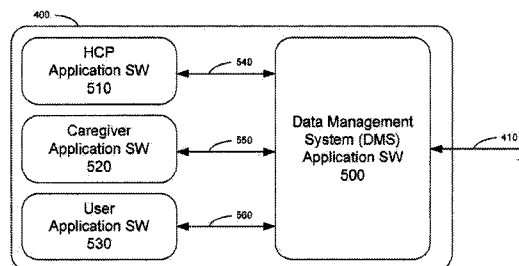 400
HCP
Application SW
510
540
Caregiver
Application SW
520
550
User
Application SW
530
560
Data Management
System (DMS)
Application SW
500
410